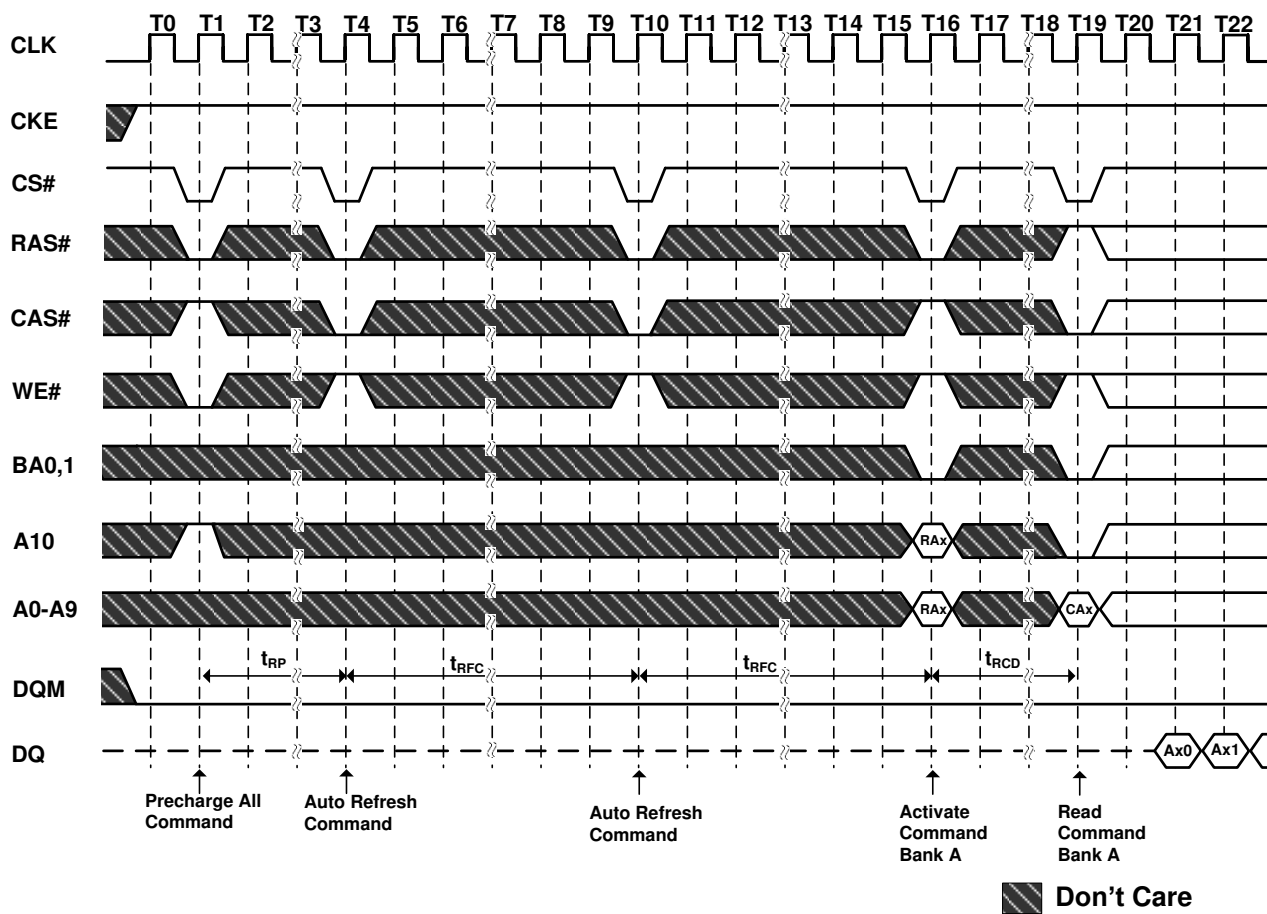 T0 T1 T2 T3 T4 T5 T6 T7 T8 T9 T10 T11 T12 T13 T14 T15 T16 T17 T18 T19 T20 T21 T22
CLK
CKE
CS#
RAS#
CAS#
WE#
BA0,1
A10
RAx
A0-A9
RAx CAx
tRP tRFC tRFC tRCD
DQM
DQ
Ax0 Ax1
Precharge All
Command
Auto Refresh
Command
Auto Refresh
Command
Activate
Command
Bank A
Read
Command
Bank A
Don't Care